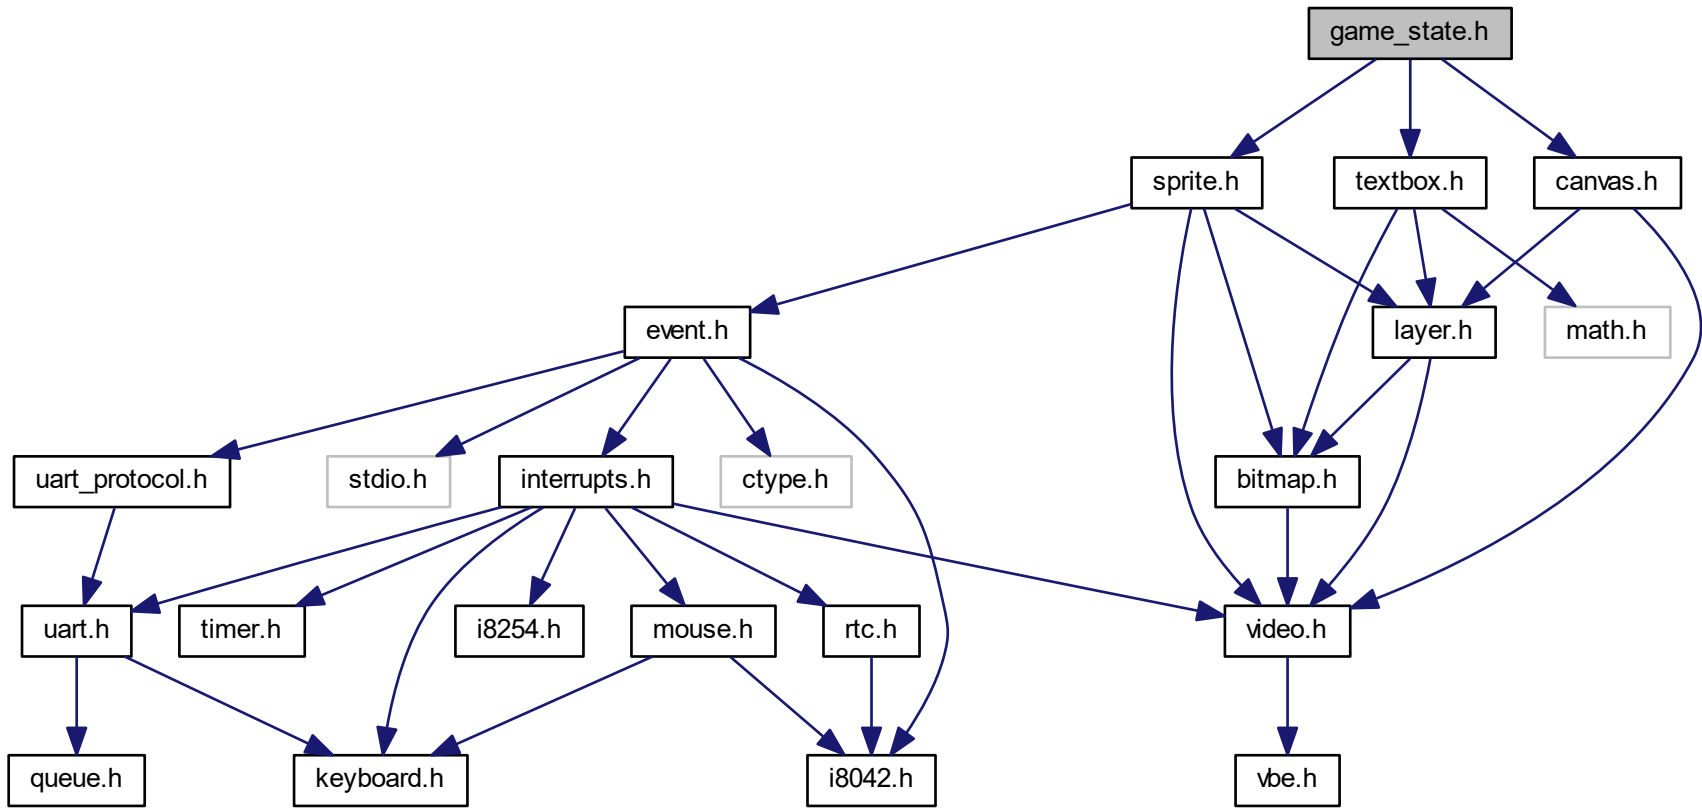 game_state.h
sprite.h
textbox.h
canvas.h
event.h
layer.h
math.h
uart_protocol.h
stdio.h
interrupts.h
ctype.h
bitmap.h
uart.h
timer.h
i8254.h
mouse.h
rtc.h
video.h
queue.h
keyboard.h
i8042.h
vbe.h